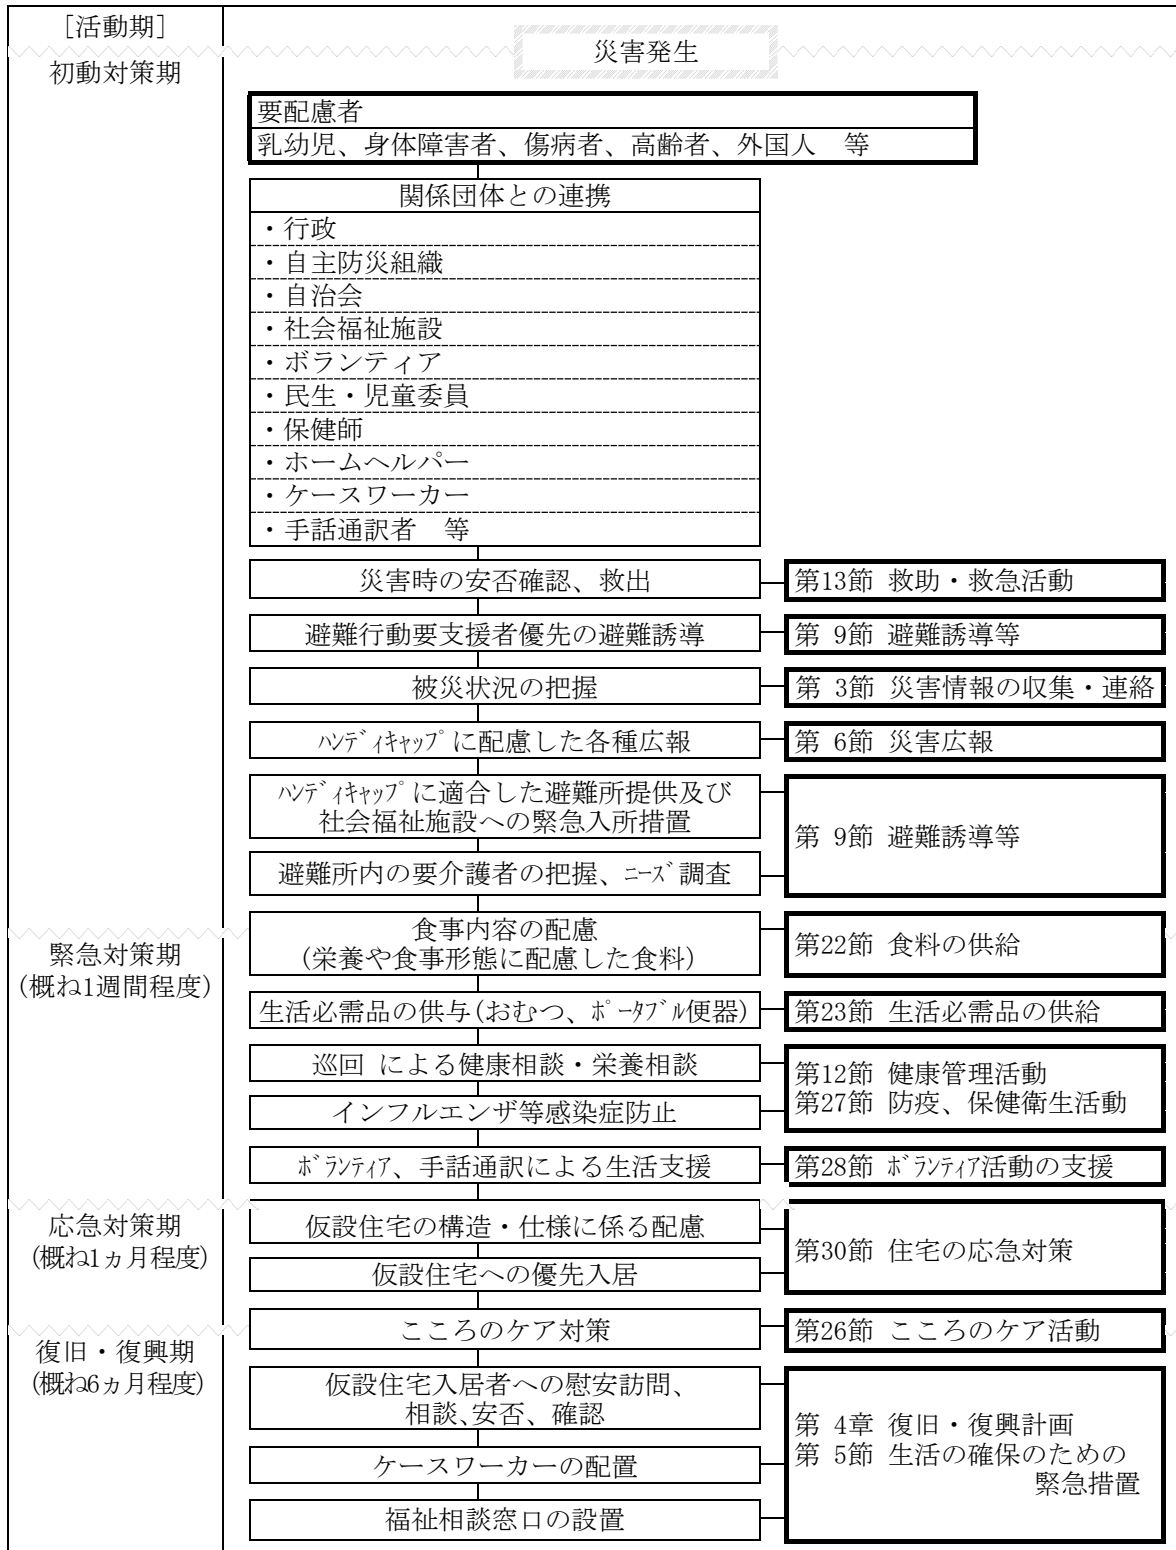 ［活動期］
災害発生
初動対策期
要配慮者
乳幼児、身体障害者、傷病者、高齢者、外国人　等
関係団体との連携
・行政
・自主防災組織
・自治会
・社会福祉施設
・ボランティア
・民生・児童委員
・保健師
・ホームヘルパー
・ケースワーカー
・手話通訳者　等
災害時の安否確認、救出
第13節 救助・救急活動
避難行動要支援者優先の避難誘導
第 9節 避難誘導等
被災状況の把握
第 3節 災害情報の収集・連絡
ﾊﾝﾃﾞｨｷｬｯﾌﾟに配慮した各種広報
第 6節 災害広報
ﾊﾝﾃﾞｨｷｬｯﾌﾟに適合した避難所提供及び
社会福祉施設への緊急入所措置
第 9節 避難誘導等
避難所内の要介護者の把握、ﾆｰｽﾞ調査
緊急対策期
(概ね1週間程度)
食事内容の配慮
(栄養や食事形態に配慮した食料)
第22節 食料の供給
生活必需品の供与(おむつ、ﾎﾟｰﾀﾌﾞﾙ便器)
第23節 生活必需品の供給
巡回 による健康相談・栄養相談
第12節 健康管理活動
第27節 防疫、保健衛生活動
インフルエンザ等感染症防止
ﾎﾞﾗﾝﾃｨｱ、手話通訳による生活支援
第28節 ﾎﾞﾗﾝﾃｨｱ活動の支援
応急対策期
(概ね1ヵ月程度)
仮設住宅の構造・仕様に係る配慮
第30節 住宅の応急対策
仮設住宅への優先入居
こころのケア対策
第26節 こころのケア活動
復旧・復興期
(概ね6ヵ月程度)
仮設住宅入居者への慰安訪問、
相談、安否、確認
第 4章 復旧・復興計画
第 5節 生活の確保のための
緊急措置
ケースワーカーの配置
福祉相談窓口の設置